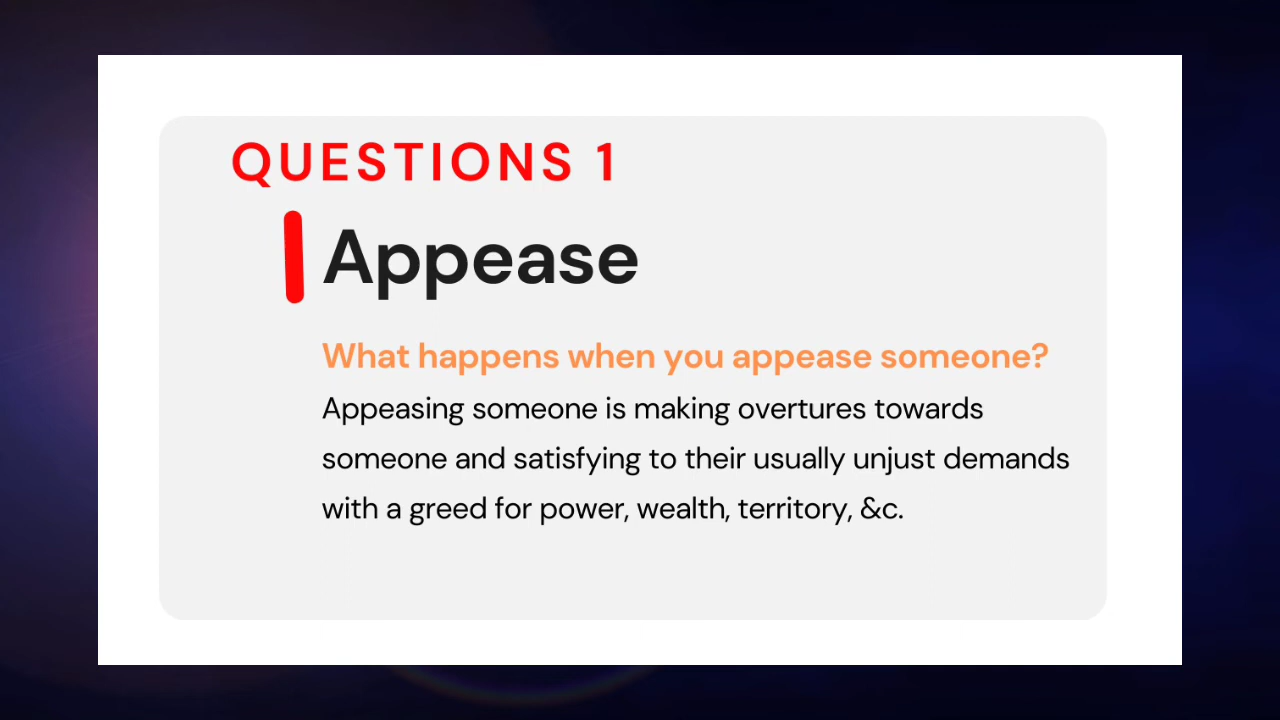 QUESTIONS 1
Appease
What happens when you appease someone?
Appeasing someone is making overtures towards
someone and satisfying to their usually unjust demands
with a greed for power, wealth, territory, &c.